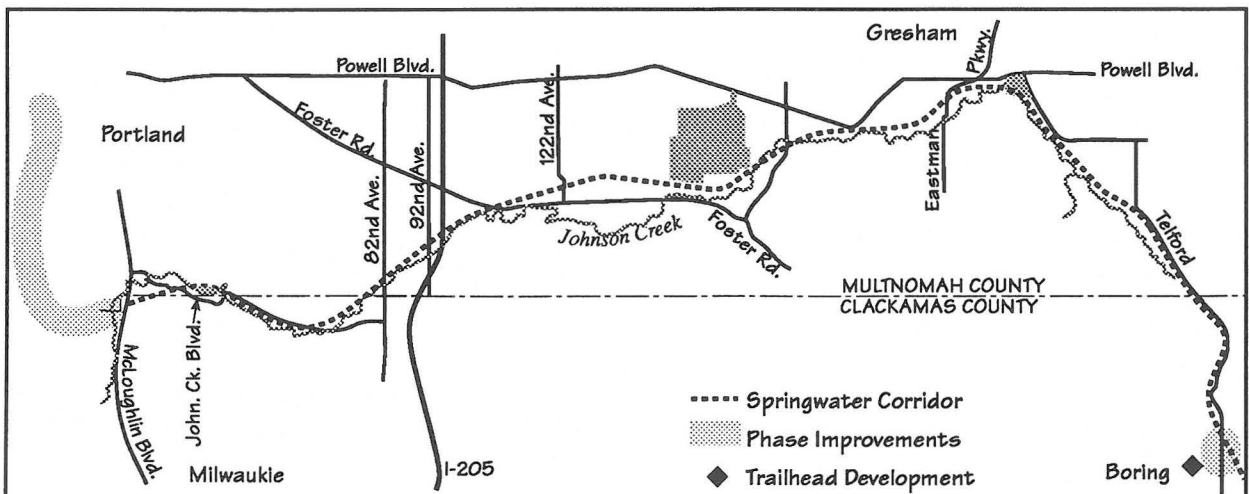 Gresham
Pkwy.
Powell Blvd.
Powell Blvd.
Portland
Foster Rd.
82nd Ave.
92nd Ave.
122nd Ave.
Eastman
Johnson Creek
Foster Rd.
Telford
MULTNOMAH COUNTY
CLACKAMAS COUNTY
McLoughlin Blvd.
John. Ck. Blvd.
Milwaukie
I-205
Springwater Corridor
Phase Improvements
Trailhead Development
Boring